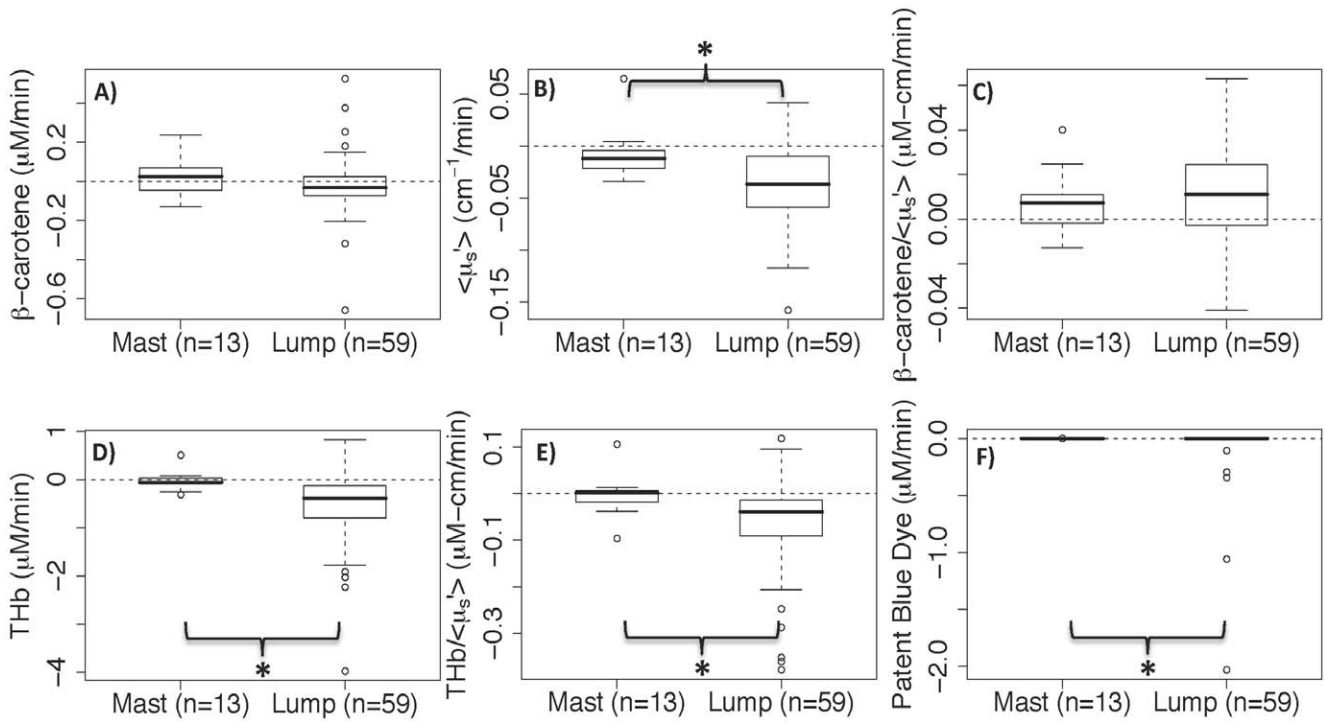 A)
β−carotene (μM/min)
0.2
−0.2
−0.6
Mast (n=13) Lump (n=59)
B)
*
<μs'> (cm−1/min)
0.05
−0.05
−0.15
Mast (n=13) Lump (n=59)
C)
β−carotene/<μs'> (μM−cm/min)
0.04
0.00
−0.04
Mast (n=13) Lump (n=59)
D)
THb (μM/min)
1
0
−2
−4
*
Mast (n=13) Lump (n=59)
E)
THb/<μs'> (μM−cm/min)
0.1
−0.1
−0.3
*
Mast (n=13) Lump (n=59)
F)
Patent Blue Dye (μM/min)
0.0
−1.0
−2.0
*
Mast (n=13) Lump (n=59)